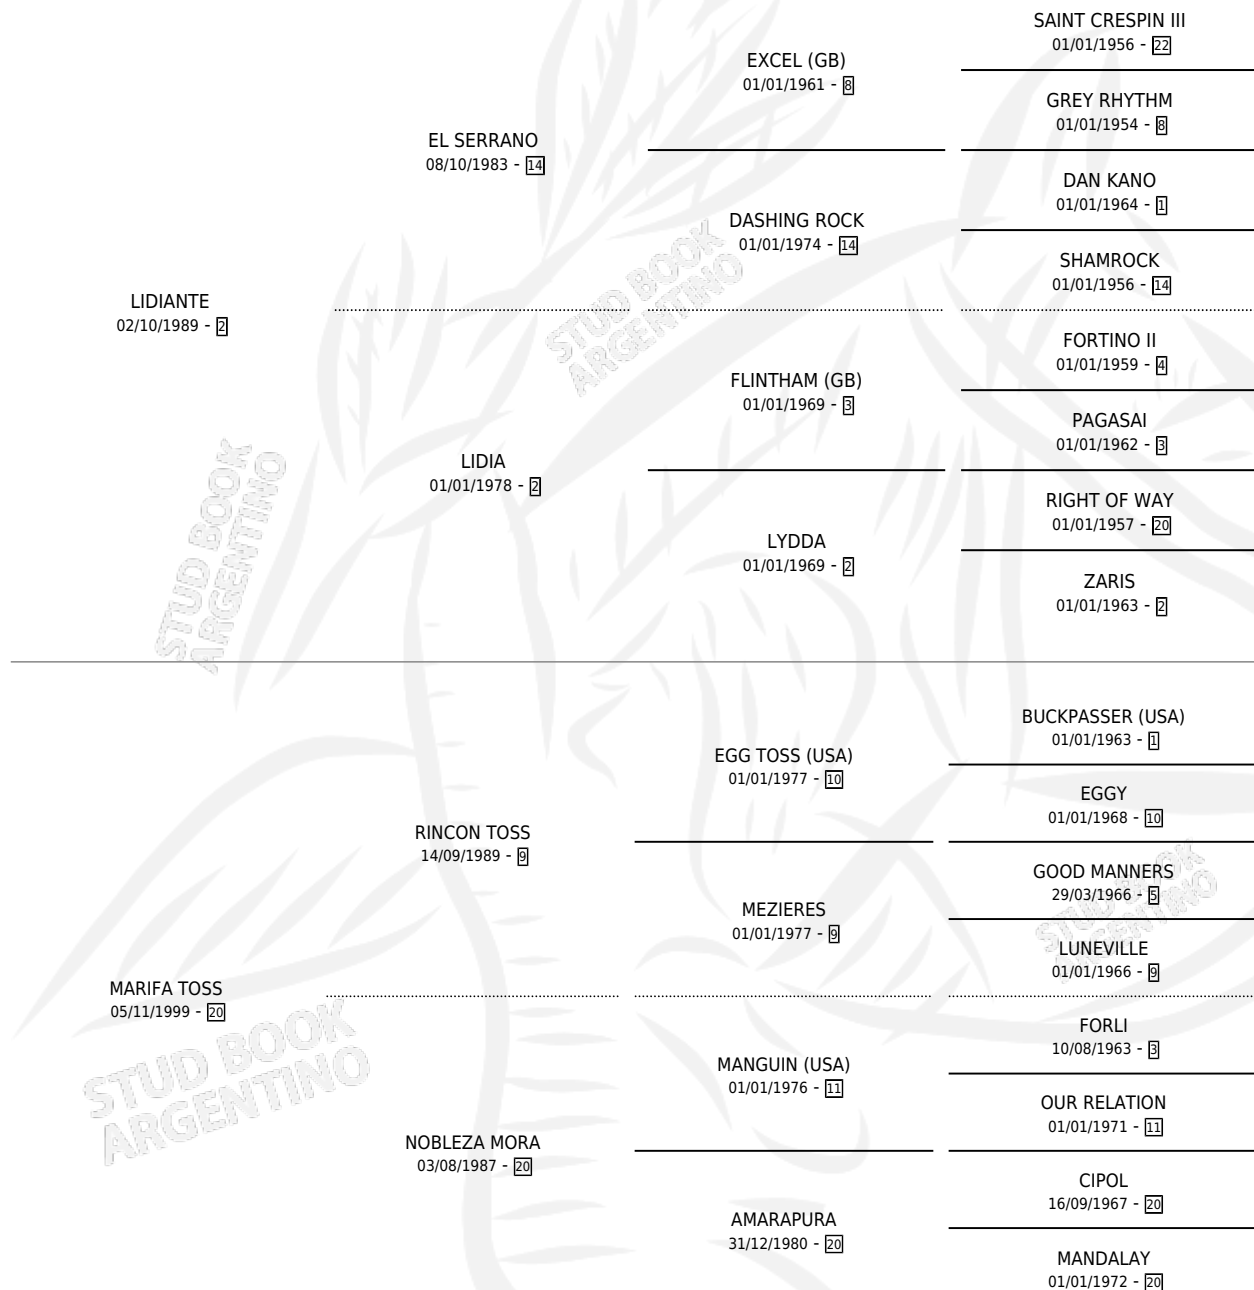 SAINT CRESPIN III
01/01/1956 - 22
EXCEL (GB)
01/01/1961 - 8
GREY RHYTHM
01/01/1954 - 8
EL SERRANO
08/10/1983 - 14
DAN KANO
01/01/1964 - 1
DASHING ROCK
01/01/1974 - 14
SHAMROCK
01/01/1956 - 14
LIDIANTE
02/10/1989 - 2
STUD BOOK
ARGENTINO
FORTINO II
01/01/1959 - 4
FLINTHAM (GB)
01/01/1969 - 3
PAGASAI
01/01/1962 - 3
LIDIA
01/01/1978 - 2
RIGHT OF WAY
01/01/1957 - 20
LYDDA
01/01/1969 - 2
ZARIS
01/01/1963 - 2
STUD BOOK
ARGENTINO
BUCKPASSER (USA)
01/01/1963 - 1
EGG TOSS (USA)
01/01/1977 - 10
EGGY
01/01/1968 - 10
RINCON TOSS
14/09/1989 - 9
GOOD MANNERS
29/03/1966 - 5
MEZIERES
01/01/1977 - 9
STUD BOOK
ARGENTINO
LUNEVILLE
01/01/1966 - 9
MARIFA TOSS
05/11/1999 - 20
STUD BOOK
ARGENTINO
FORLI
10/08/1963 - 3
MANGUIN (USA)
01/01/1976 - 11
OUR RELATION
01/01/1971 - 11
NOBLEZA MORA
03/08/1987 - 20
CIPOL
16/09/1967 - 20
AMARAPURA
31/12/1980 - 20
MANDALAY
01/01/1972 - 20